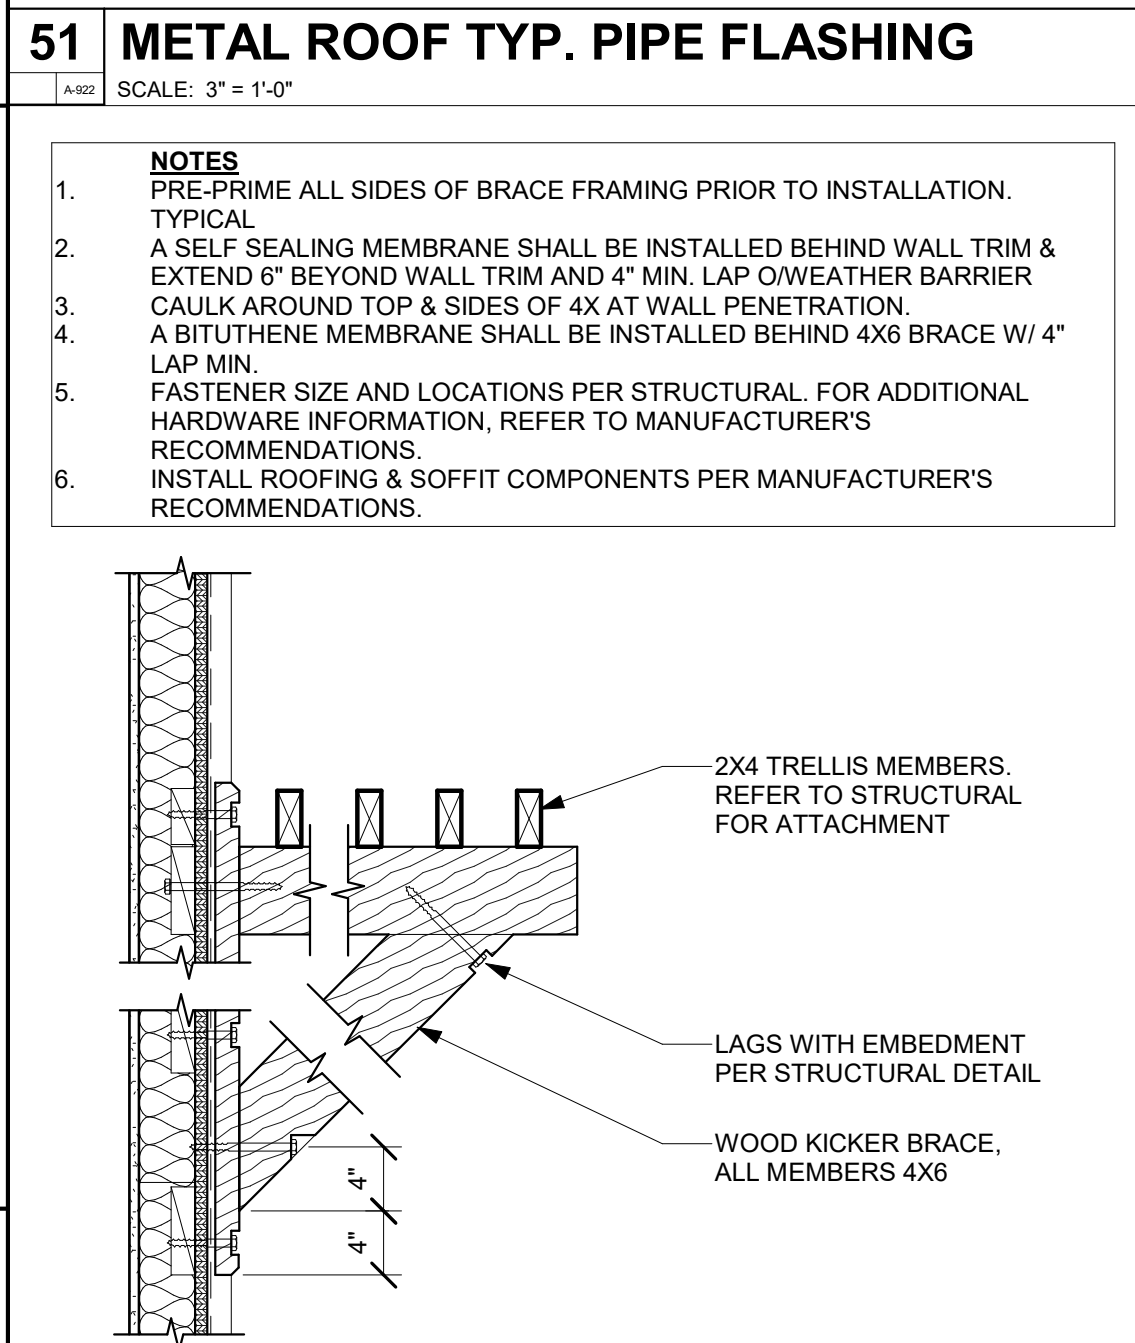 51 METAL ROOF TYP. PIPE FLASHING
A-922 SCALE: 3" = 1'-0"
NOTES
1. PRE-PRIME ALL SIDES OF BRACE FRAMING PRIOR TO INSTALLATION.
TYPICAL
2. A SELF SEALING MEMBRANE SHALL BE INSTALLED BEHIND WALL TRIM &
EXTEND 6" BEYOND WALL TRIM AND 4" MIN. LAP O/WEATHER BARRIER
3. CAULK AROUND TOP & SIDES OF 4X AT WALL PENETRATION.
4. A BITUTHENE MEMBRANE SHALL BE INSTALLED BEHIND 4X6 BRACE W/ 4"
LAP MIN.
5. FASTENER SIZE AND LOCATIONS PER STRUCTURAL. FOR ADDITIONAL
HARDWARE INFORMATION, REFER TO MANUFACTURER'S
RECOMMENDATIONS.
6. INSTALL ROOFING & SOFFIT COMPONENTS PER MANUFACTURER'S
RECOMMENDATIONS.
2X4 TRELLIS MEMBERS.
REFER TO STRUCTURAL
FOR ATTACHMENT
LAGS WITH EMBEDMENT
PER STRUCTURAL DETAIL
WOOD KICKER BRACE,
ALL MEMBERS 4X6
4"
4"